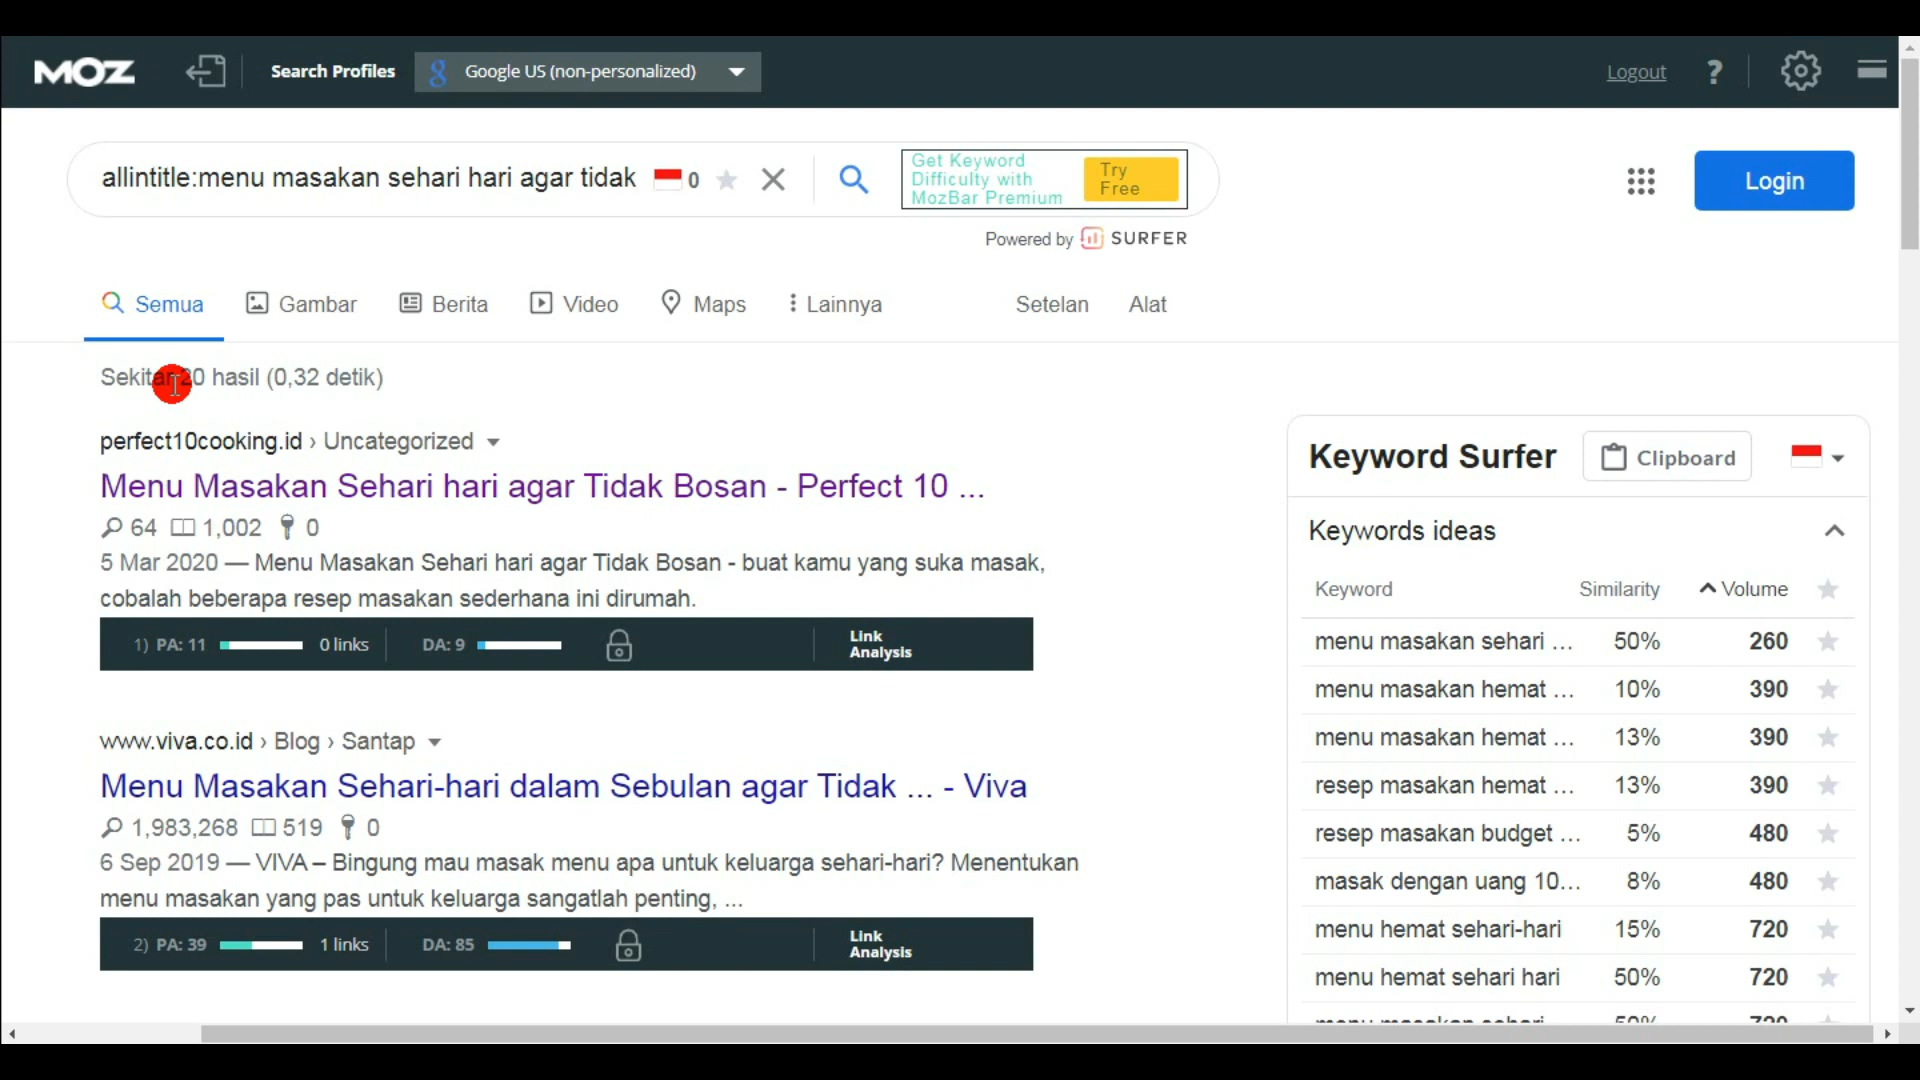 MOZ Search Profiles Google US (non-personalized) Logout ?
allintitle:menu masakan sehari hari agar tidak 0
Get Keyword
Difficulty with
MozBar Premium
Try
Free
Login
Powered by SURFER
Semua Gambar Berita Video Maps Lainnya Setelan Alat
Sekitar 20 hasil (0,32 detik)
perfect10cooking.id › Uncategorized
Menu Masakan Sehari hari agar Tidak Bosan - Perfect 10 ...
64 1,002 0
5 Mar 2020 — Menu Masakan Sehari hari agar Tidak Bosan - buat kamu yang suka masak,
cobalah beberapa resep masakan sederhana ini dirumah.
1) PA: 11 0 links DA: 9 Link
Analysis
www.viva.co.id › Blog › Santap
Menu Masakan Sehari-hari dalam Sebulan agar Tidak ... - Viva
1,983,268 519 0
6 Sep 2019 — VIVA – Bingung mau masak menu apa untuk keluarga sehari-hari? Menentukan
menu masakan yang pas untuk keluarga sangatlah penting, ...
2) PA: 39 1 links DA: 85 Link
Analysis
Keyword Surfer Clipboard
Keywords ideas
Keyword Similarity Volume
menu masakan sehari ... 50% 260
menu masakan hemat ... 10% 390
menu masakan hemat ... 13% 390
resep masakan hemat ... 13% 390
resep masakan budget ... 5% 480
masak dengan uang 10... 8% 480
menu hemat sehari-hari 15% 720
menu hemat sehari hari 50% 720